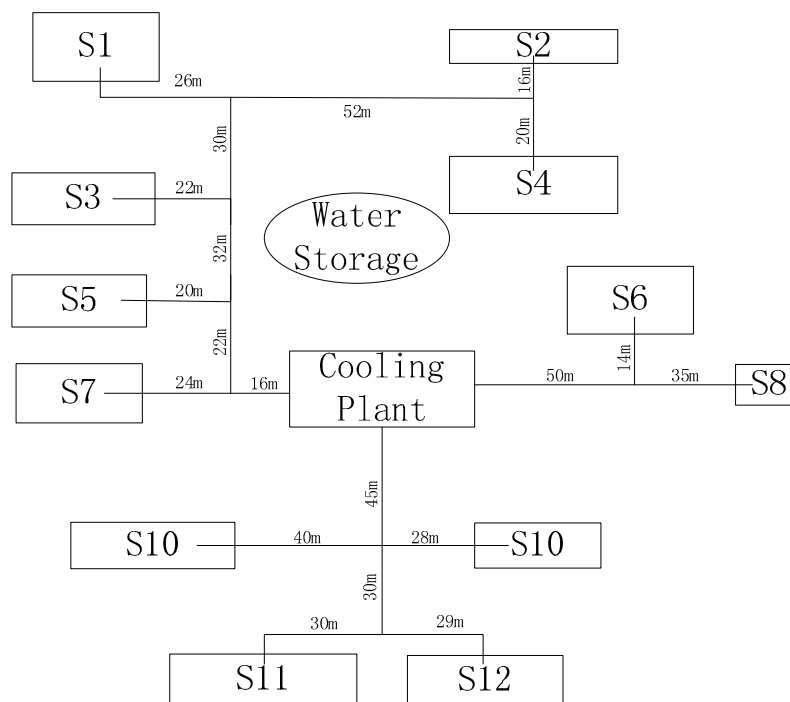 S1
S2
26m
16m
52m
30m
20m
S3
22m
S4
Water
Storage
32m
S5
20m
S6
22m
14m
Cooling
Plant
S7
24m
16m
50m
35m
S8
45m
S10
40m
28m
S10
30m
30m
29m
S11
S12